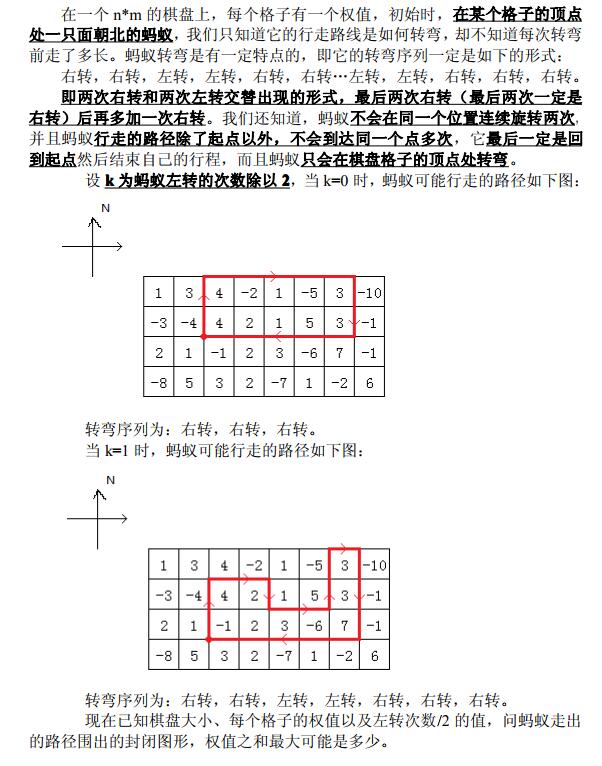 在一个 n*m 的棋盘上，每个格子有一个权值，初始时，在某个格子的顶点
处一只面朝北的蚂蚁，我们只知道它的行走路线是如何转弯，却不知道每次转弯
前走了多长。蚂蚁转弯是有一定特点的，即它的转弯序列一定是如下的形式：
右转，右转，左转，左转，右转，右转…左转，左转，右转，右转，右转。
即两次右转和两次左转交替出现的形式，最后两次右转（最后两次一定是
右转）后再多加一次右转。我们还知道，蚂蚁不会在同一个位置连续旋转两次，
并且蚂蚁行走的路径除了起点以外，不会到达同一个点多次，它最后一定是回
到起点然后结束自己的行程，而且蚂蚁只会在棋盘格子的顶点处转弯。
设 k 为蚂蚁左转的次数除以 2，当 k=0 时，蚂蚁可能行走的路径如下图：
N
1 3 4 -2 1 -5 3 -10
-3 -4 4 2 1 5 3 -1
2 1 -1 2 3 -6 7 -1
-8 5 3 2 -7 1 -2 6
转弯序列为：右转，右转，右转。
当 k=1 时，蚂蚁可能行走的路径如下图：
N
1 3 4 -2 1 -5 3 -10
-3 -4 4 2 1 5 3 -1
2 1 -1 2 3 -6 7 -1
-8 5 3 2 -7 1 -2 6
转弯序列为：右转，右转，左转，左转，右转，右转，右转。
现在已知棋盘大小、每个格子的权值以及左转次数/2 的值，问蚂蚁走出
的路径围出的封闭图形，权值之和最大可能是多少。